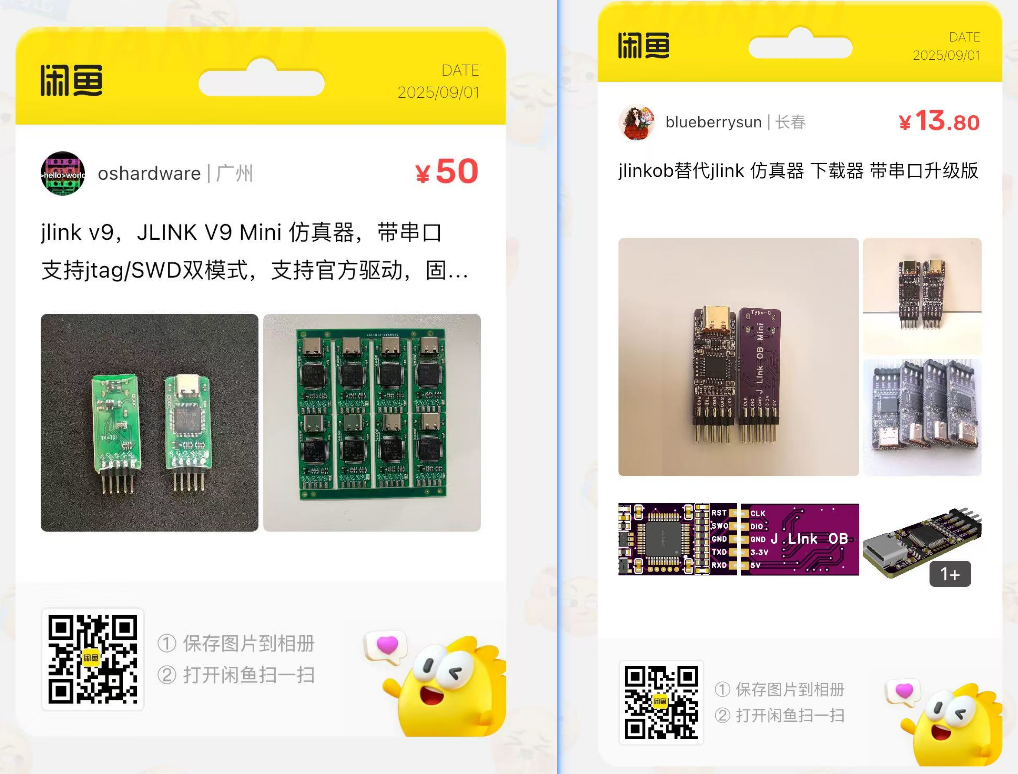 闲鱼
DATE
2025/09/01
oshardware | 广州
¥50
jlink v9，JLINK V9 Mini 仿真器，带串口
支持jtag/SWD双模式，支持官方驱动，固...
闲鱼
① 保存图片到相册
② 打开闲鱼扫一扫
闲鱼
DATE
2025/09/01
blueberrysun | 长春
¥13.80
jlinkob替代jlink 仿真器 下载器 带串口升级版
Type-C
J Link OB Mini
RST
SWO
GND
TXD
RXD
CLK
DIO
GND
3.3V
5V
J.LInk OB
1+
闲鱼
① 保存图片到相册
② 打开闲鱼扫一扫